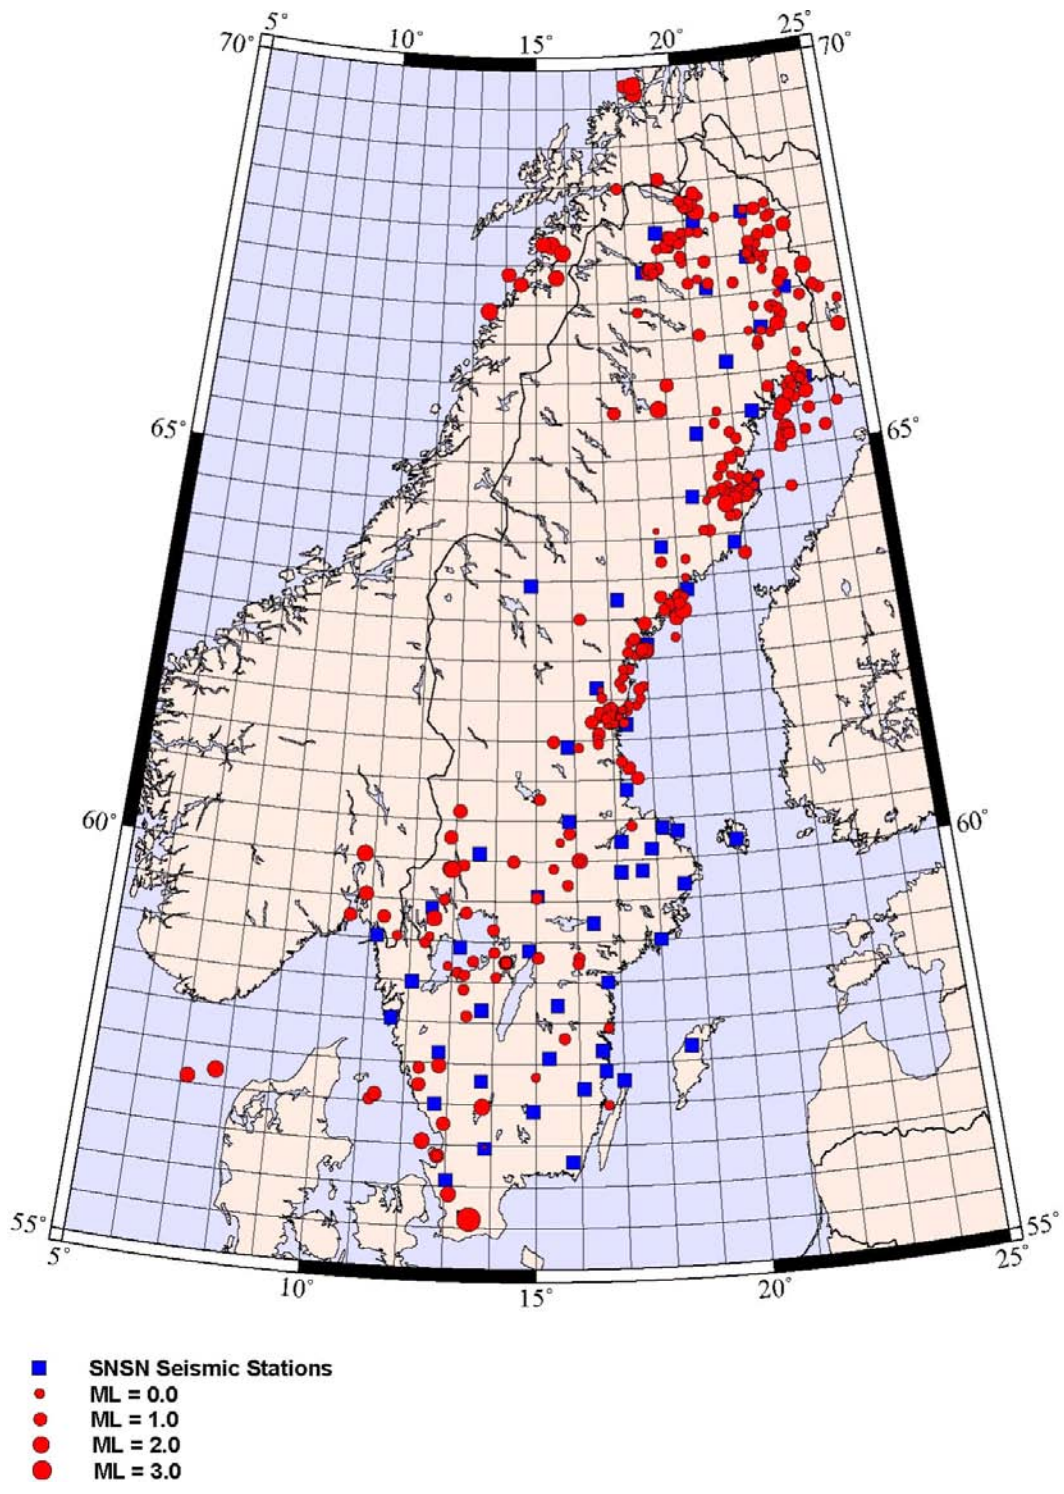 5° 10° 15° 20° 25°
70° 70°
65° 65°
60° 60°
55° 55°
5° 10° 15° 20° 25°
SNSN Seismic Stations
ML = 0.0
ML = 1.0
ML = 2.0
ML = 3.0